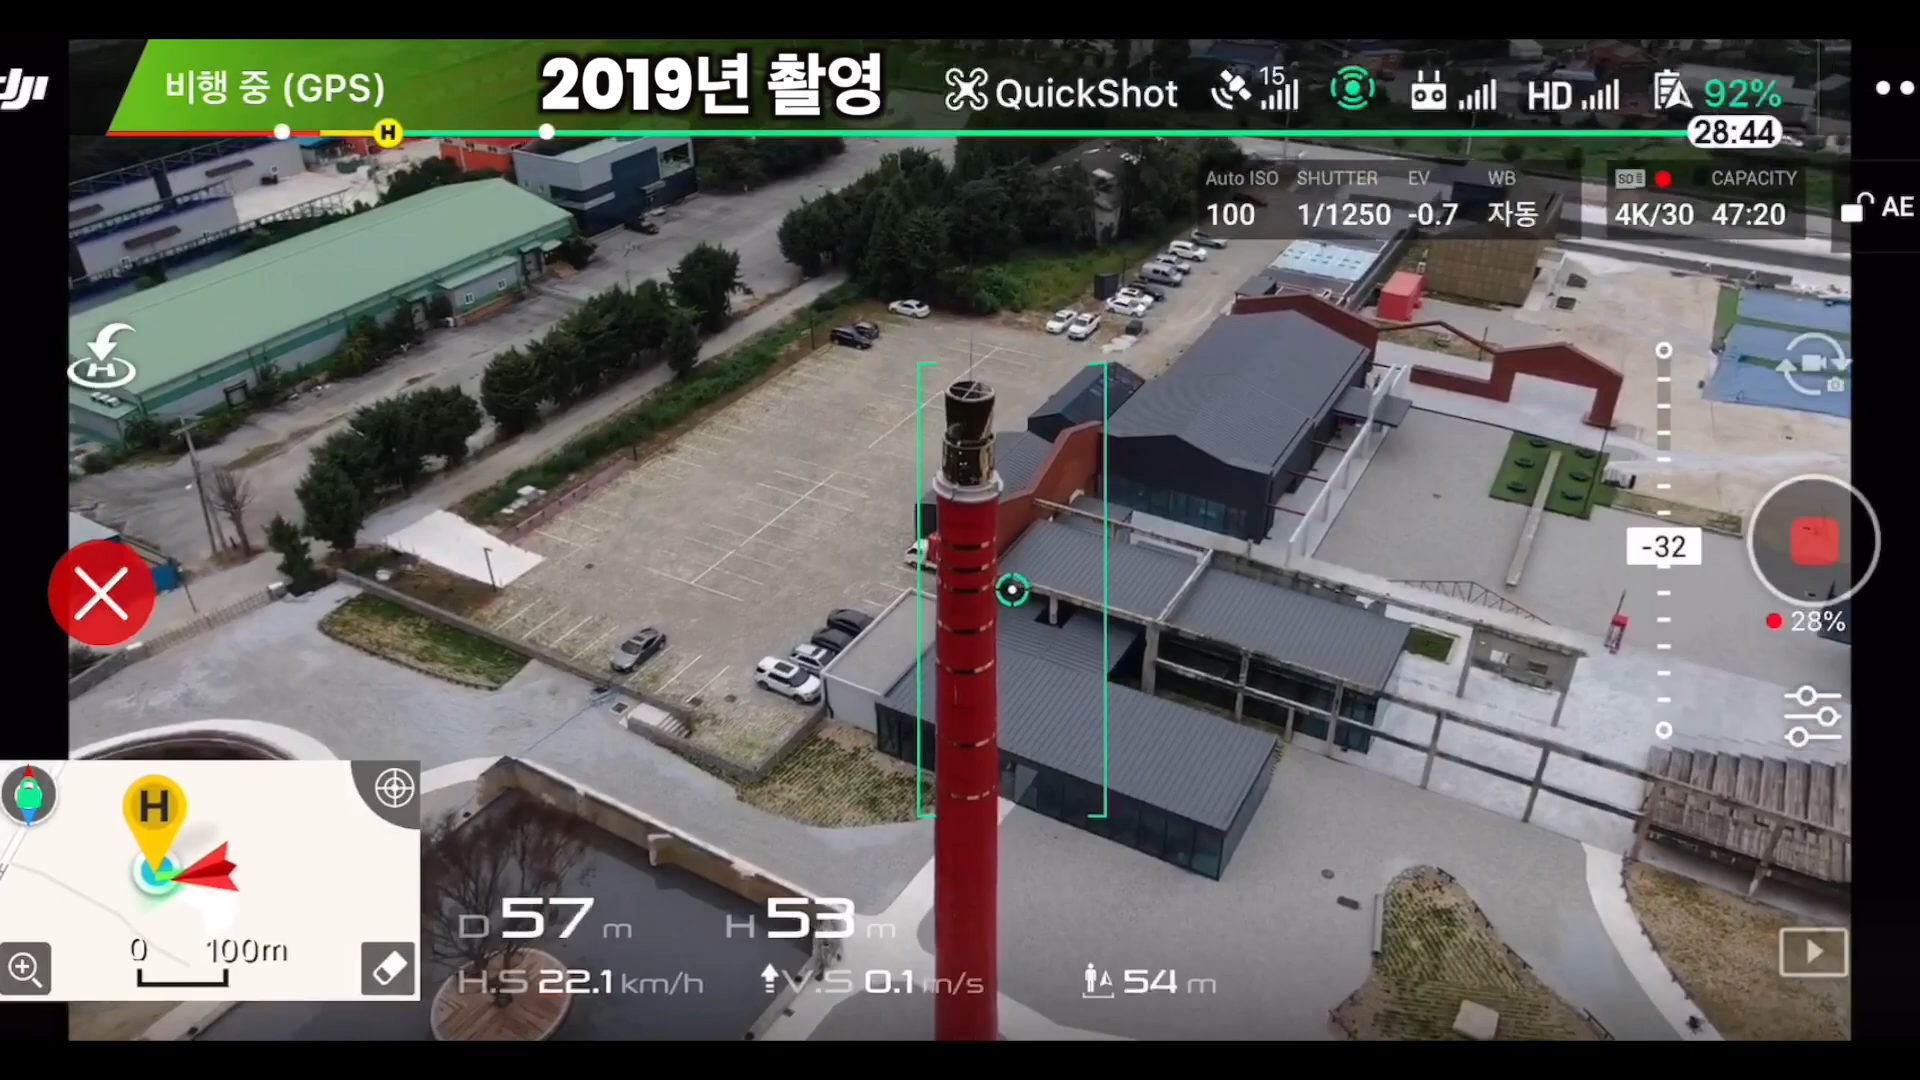 dji
비행 중 (GPS)
2019년 촬영
QuickShot
15
HD
92%
H
28:44
Auto ISO SHUTTER EV WB
100 1/1250 -0.7 자동
SD CAPACITY
4K/30 47:20
AE
H
-32
28%
H
0 100m
D 57 m H 53 m
H.S 22.1 km/h V.S 0.1 m/s 54 m